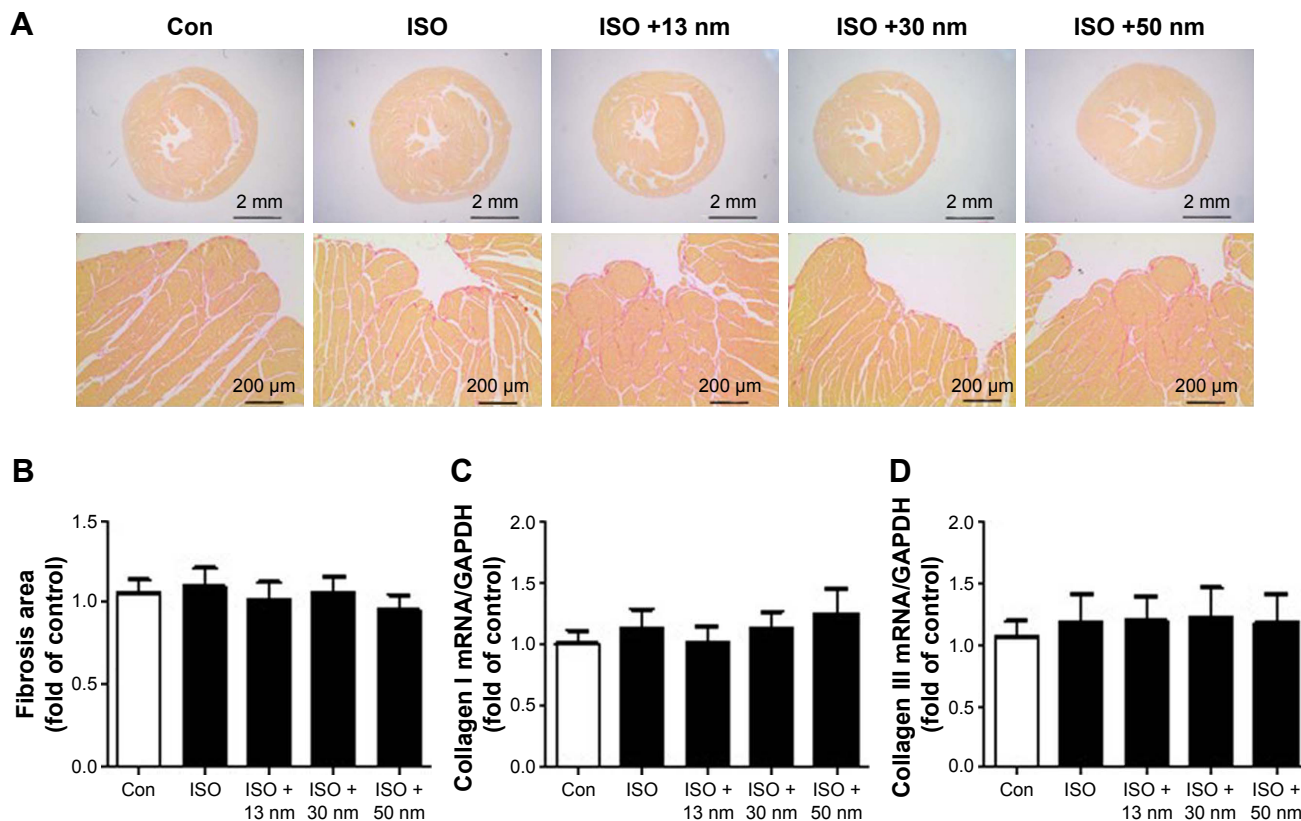 A
Con
ISO
ISO +13 nm
ISO +30 nm
ISO +50 nm
2 mm
2 mm
2 mm
2 mm
2 mm
200 µm
200 µm
200 µm
200 µm
200 µm
B
Fibrosis area
(fold of control)
1.5
1.0
0.5
0.0
Con
ISO
ISO +
13 nm
ISO +
30 nm
ISO +
50 nm
C
Collagen I mRNA/GAPDH
(fold of control)
2.0
1.5
1.0
0.5
0.0
Con
ISO
ISO +
13 nm
ISO +
30 nm
ISO +
50 nm
D
Collagen III mRNA/GAPDH
(fold of control)
2.0
1.5
1.0
0.5
0.0
Con
ISO
ISO +
13 nm
ISO +
30 nm
ISO +
50 nm